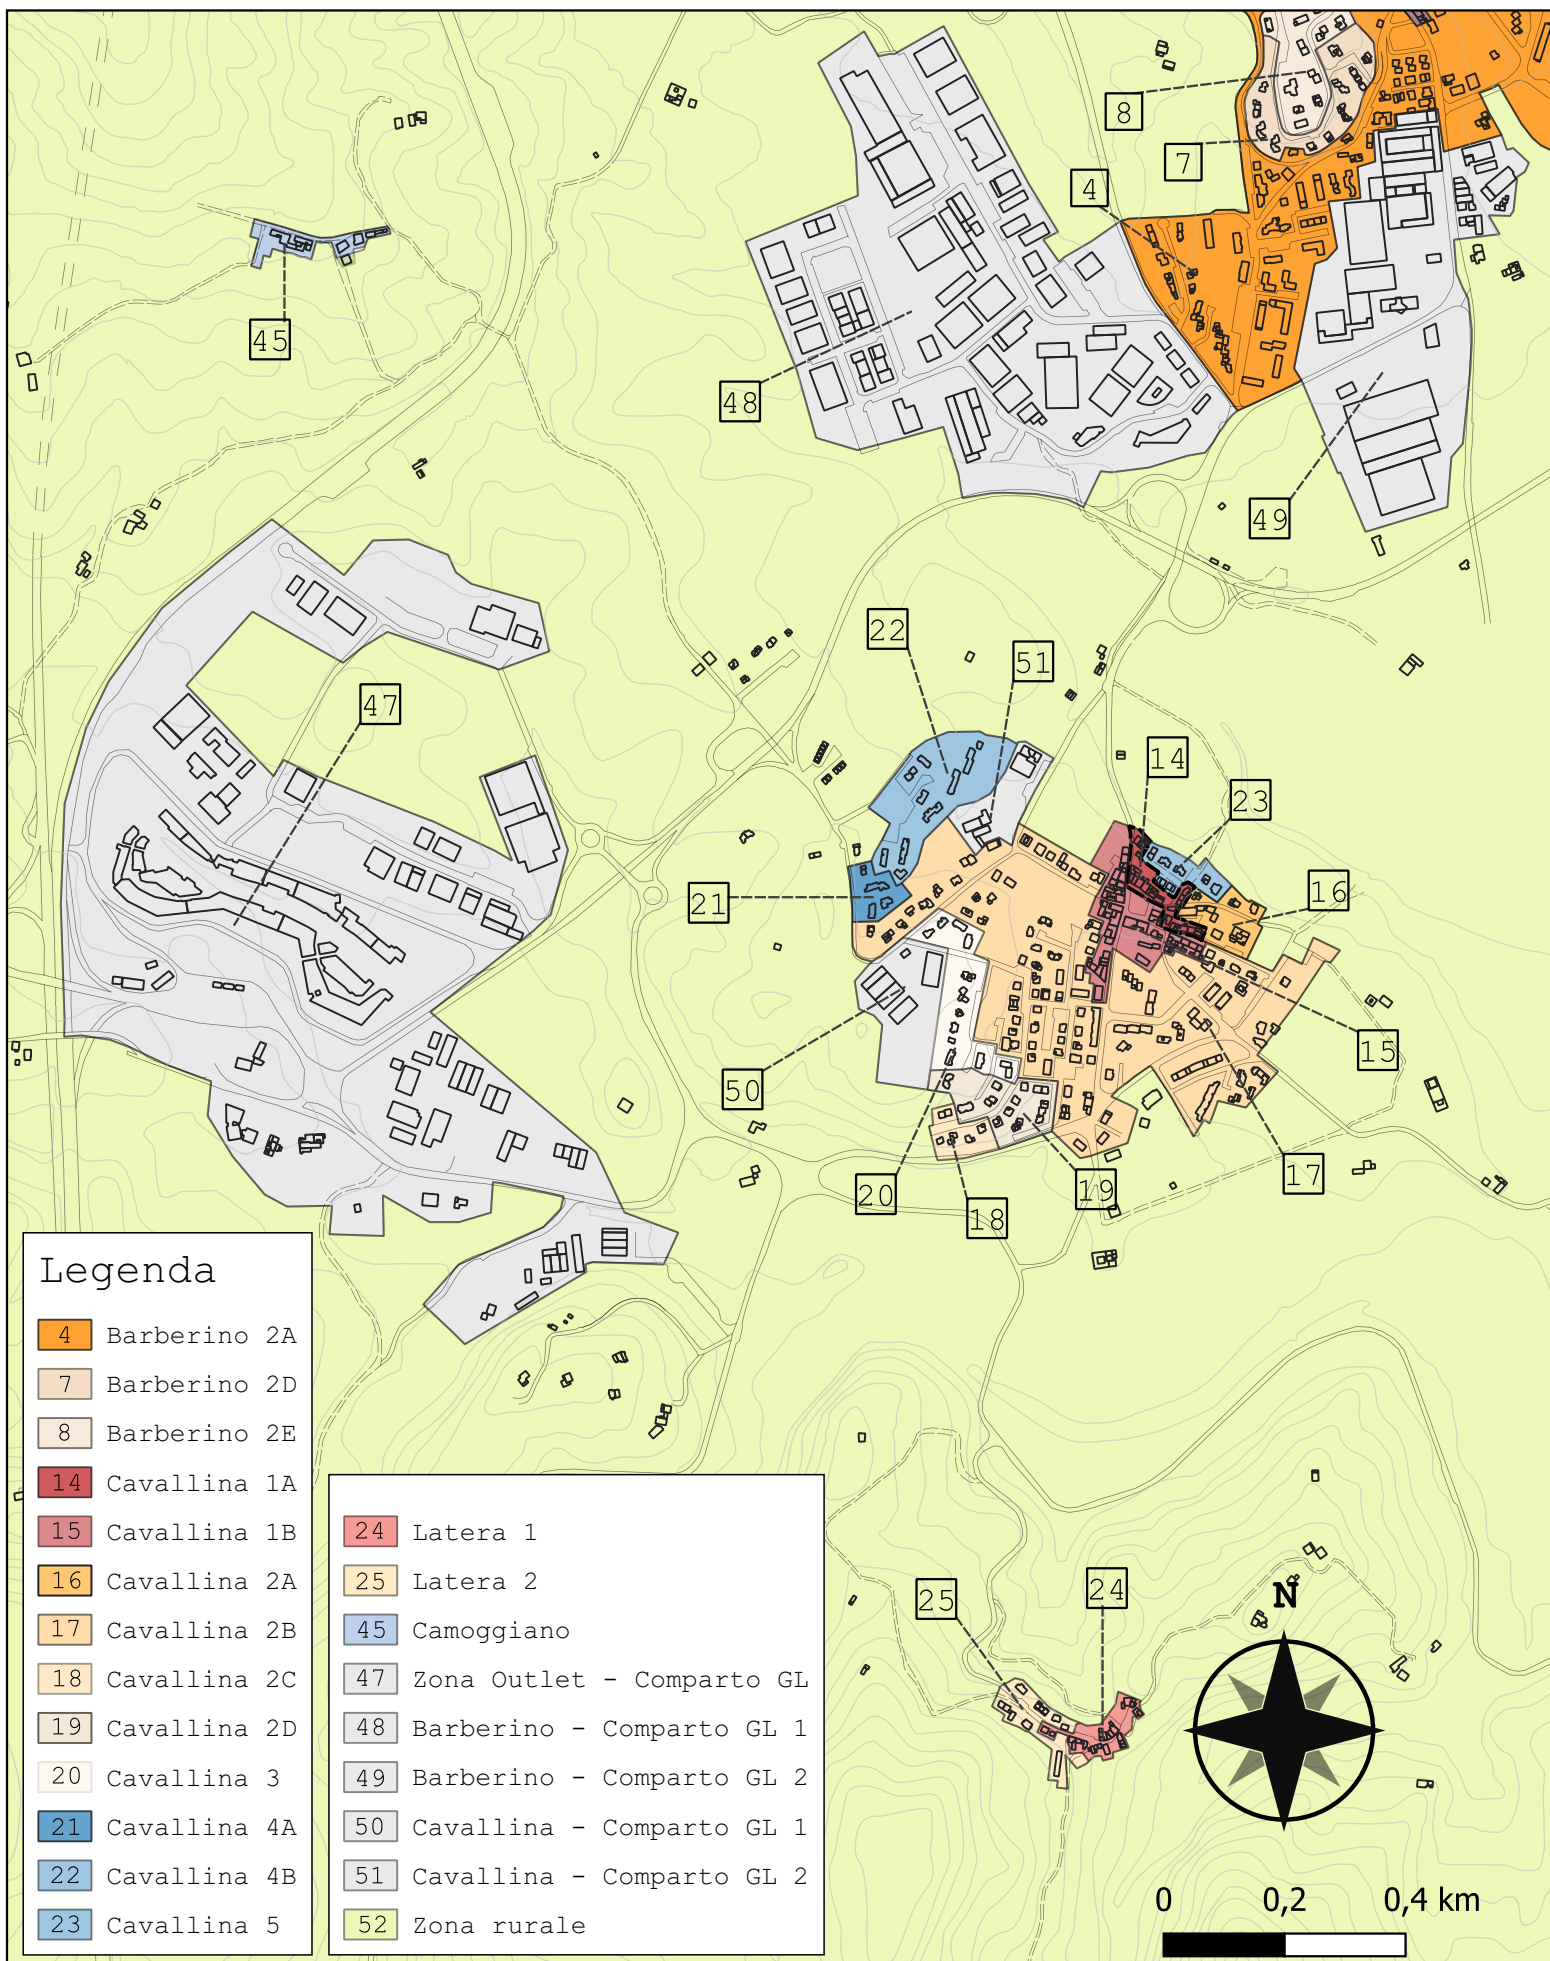 8
7
4
45
48
49
22
51
47
14
23
21
16
15
50
17
20
19
18
Legenda
4 Barberino 2A
7 Barberino 2D
8 Barberino 2E
14 Cavallina 1A
15 Cavallina 1B
16 Cavallina 2A
17 Cavallina 2B
18 Cavallina 2C
19 Cavallina 2D
20 Cavallina 3
21 Cavallina 4A
22 Cavallina 4B
23 Cavallina 5
24 Latera 1
25 Latera 2
45 Camoggiano
47 Zona Outlet - Comparto GL
48 Barberino - Comparto GL 1
49 Barberino - Comparto GL 2
50 Cavallina - Comparto GL 1
51 Cavallina - Comparto GL 2
52 Zona rurale
25
24
N
0 0,2 0,4 km